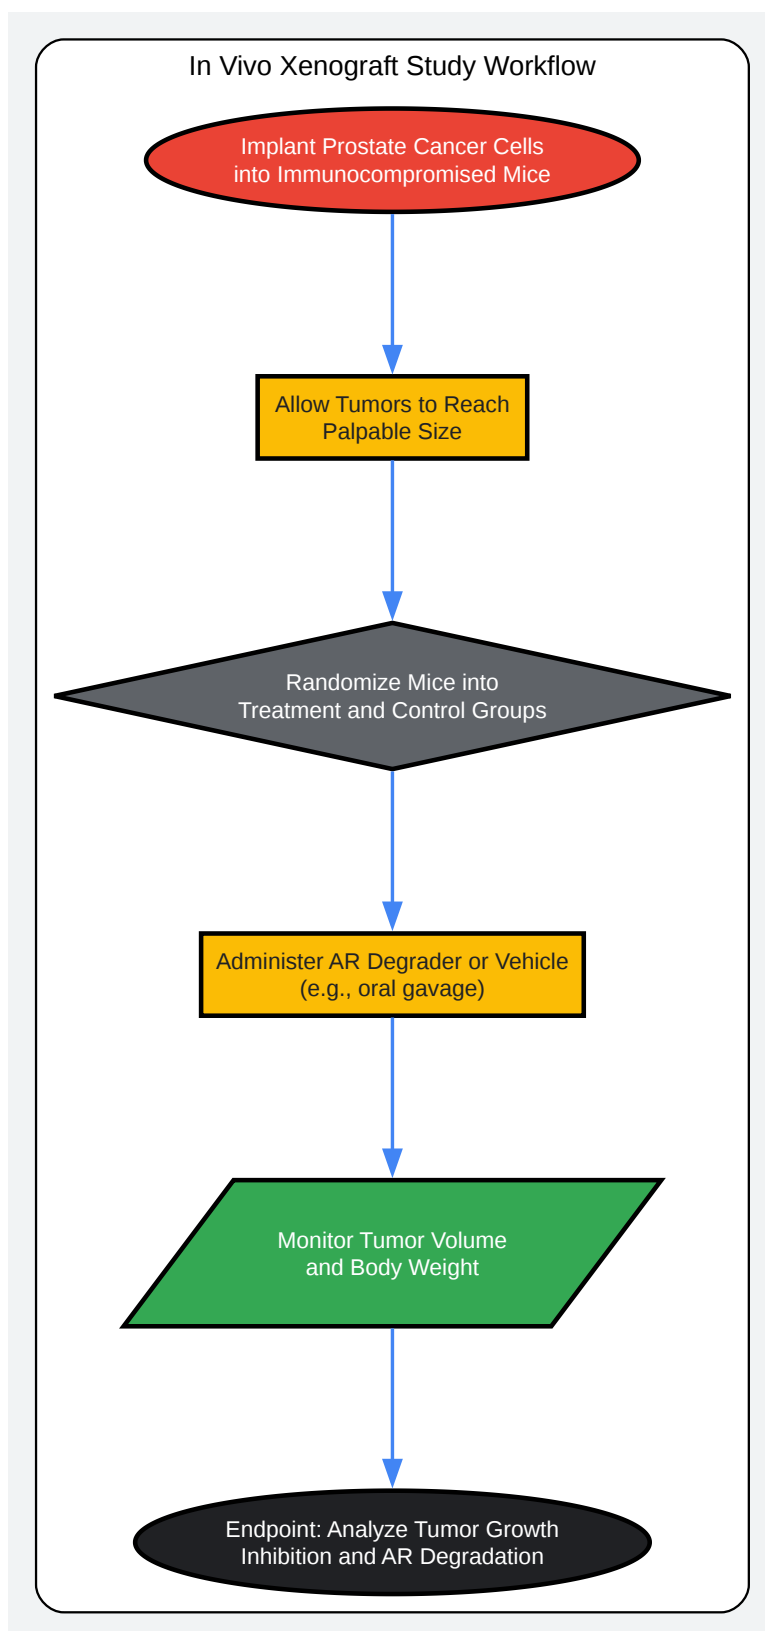 In Vivo Xenograft Study Workflow
Implant Prostate Cancer Cells
into Immunocompromised Mice
Allow Tumors to Reach
Palpable Size
Randomize Mice into
Treatment and Control Groups
Administer AR Degrader or Vehicle
(e.g., oral gavage)
Monitor Tumor Volume
and Body Weight
Endpoint: Analyze Tumor Growth
Inhibition and AR Degradation